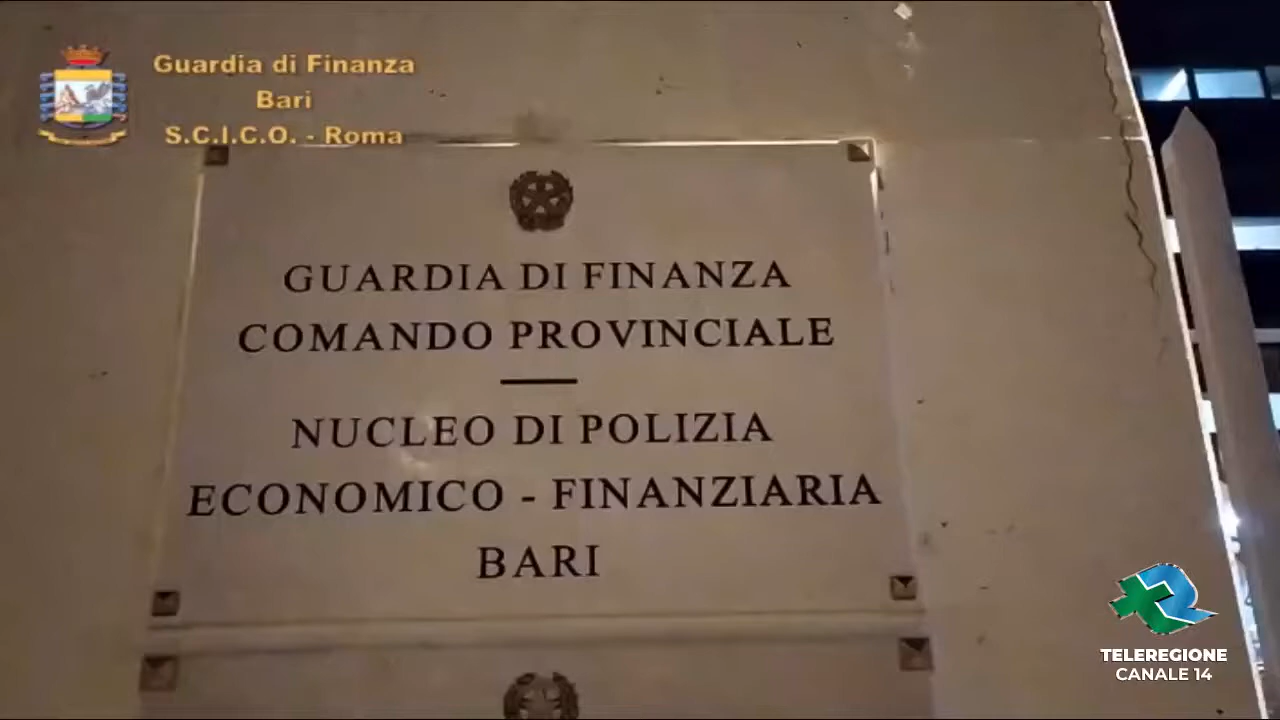 Guardia di Finanza
Bari
S.C.I.C.O. - Roma
GUARDIA DI FINANZA
COMANDO PROVINCIALE
NUCLEO DI POLIZIA
ECONOMICO - FINANZIARIA
BARI
TELEREGIONE
CANALE 14